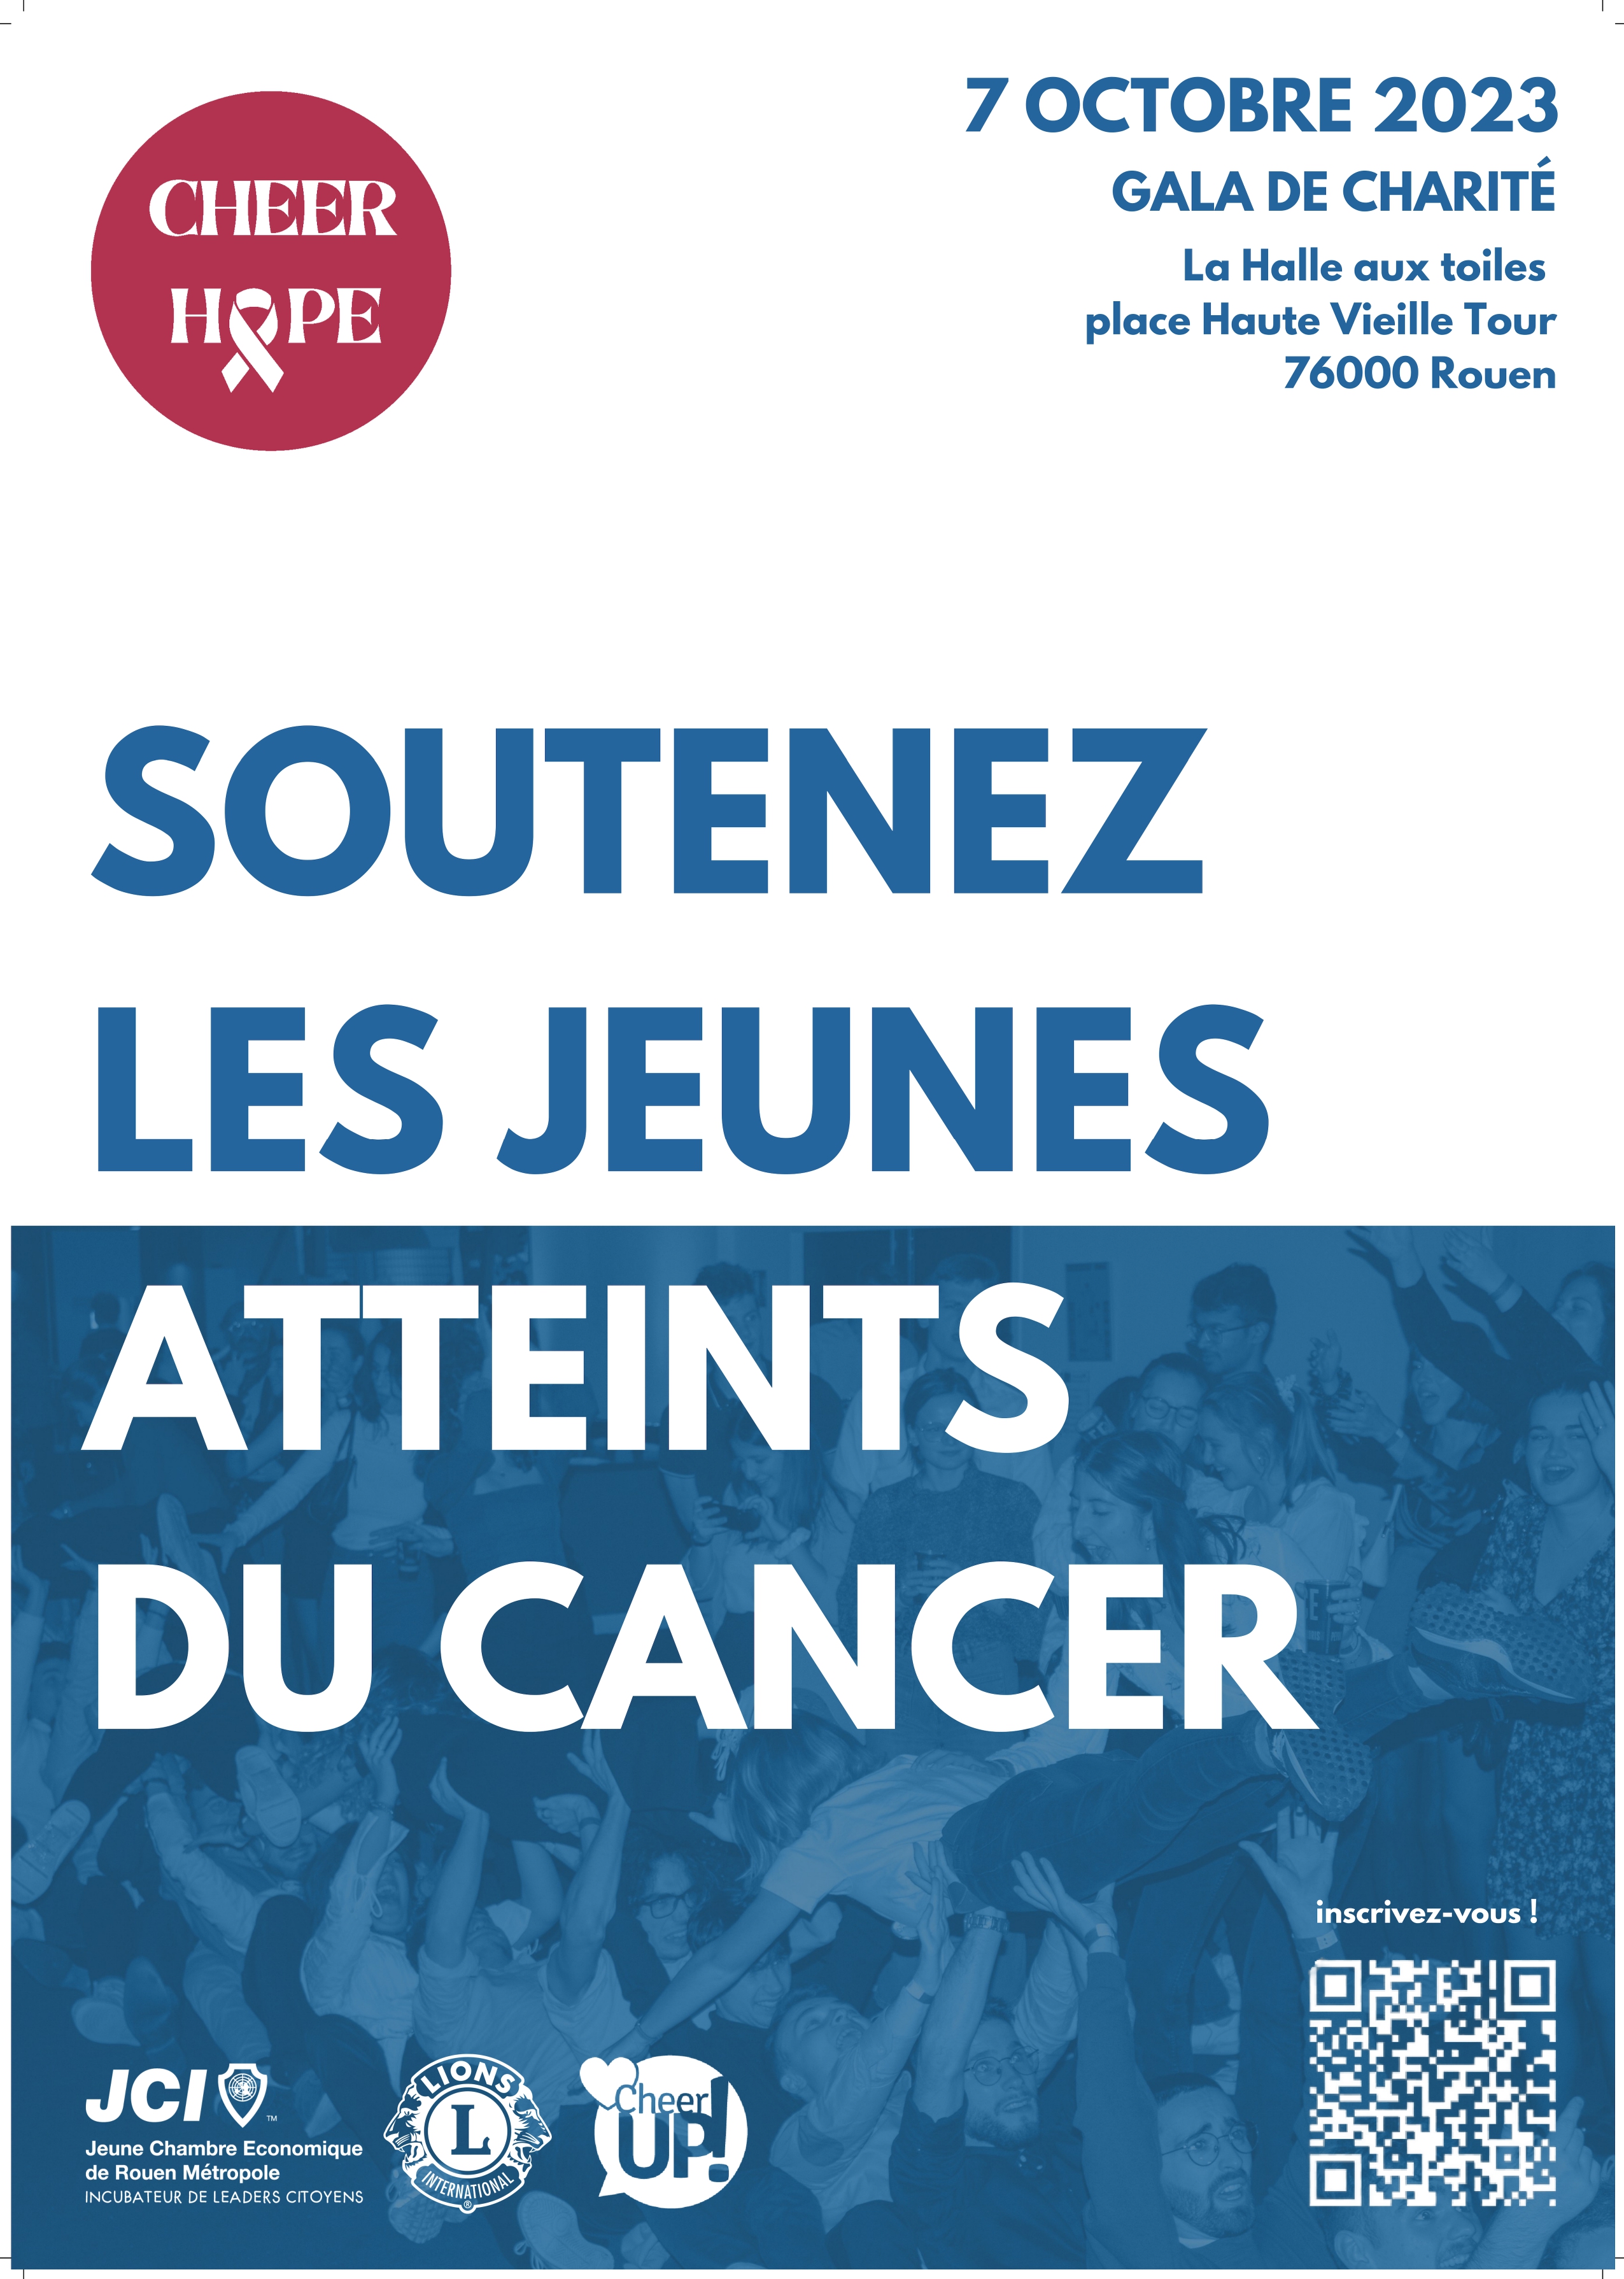 CHEER
HOPE
7 OCTOBRE 2023
GALA DE CHARITÉ
La Halle aux toiles
place Haute Vieille Tour
76000 Rouen
SOUTENEZ
LES JEUNES
ATTEINTS
DU CANCER
inscrivez-vous !
JCI ™
Jeune Chambre Economique
de Rouen Métropole
INCUBATEUR DE LEADERS CITOYENS
LIONS
L
INTERNATIONAL
®
Cheer
UP!